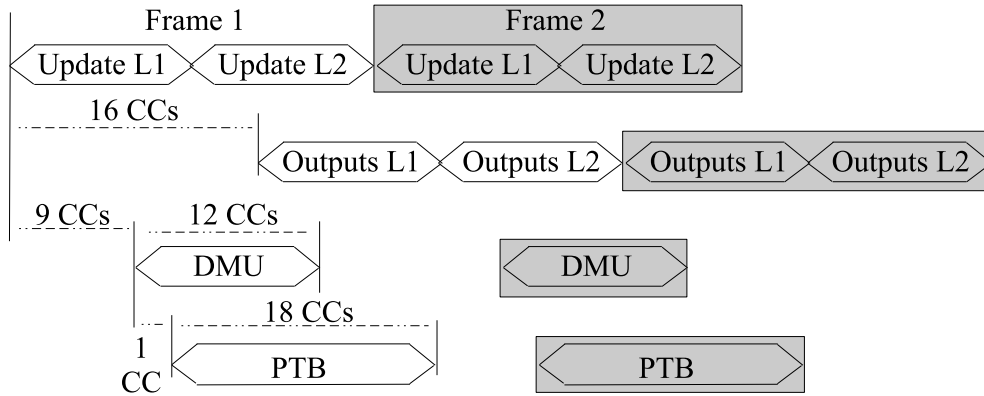 Frame 1
Frame 2
Update L1
Update L2
Update L1
Update L2
16 CCs
Outputs L1
Outputs L2
Outputs L1
Outputs L2
9 CCs
12 CCs
DMU
DMU
18 CCs
1
CC
PTB
PTB